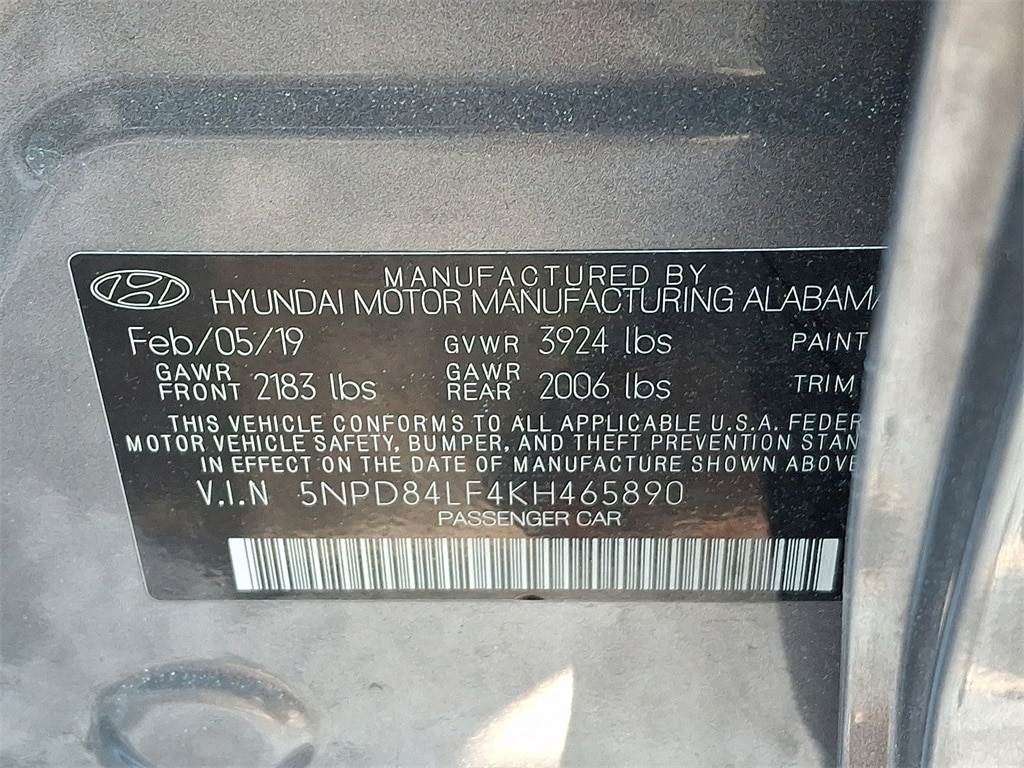 MANUFACTURED BY
HYUNDAI MOTOR MANUFACTURING ALABAMA
Feb/05/19 GVWR 3924 lbs PAINT
GAWR FRONT 2183 lbs GAWR REAR 2006 lbs TRIM
THIS VEHICLE CONFORMS TO ALL APPLICABLE U.S.A. FEDER
MOTOR VEHICLE SAFETY, BUMPER, AND THEFT PREVENTION STAN
IN EFFECT ON THE DATE OF MANUFACTURE SHOWN ABOVE
V.I.N 5NPD84LF4KH465890
PASSENGER CAR